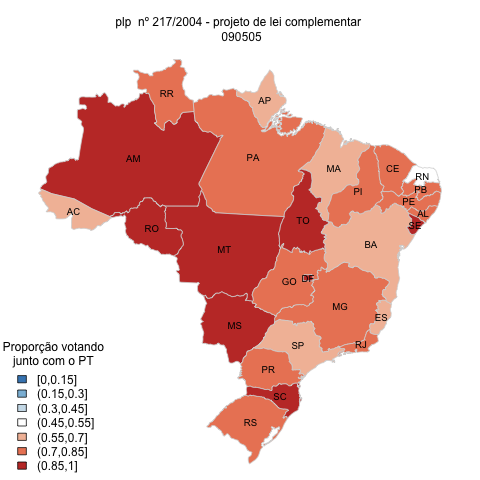 plp nº 217/2004 - projeto de lei complementar
090505
RR
AP
AM
PA
MA
CE
RN
PB
PI
PE
AL
SE
AC
RO
TO
MT
BA
GO
DF
MG
ES
MS
SP
RJ
PR
SC
RS
Proporção votando
junto com o PT
[0,0.15]
(0.15,0.3]
(0.3,0.45]
(0.45,0.55]
(0.55,0.7]
(0.7,0.85]
(0.85,1]